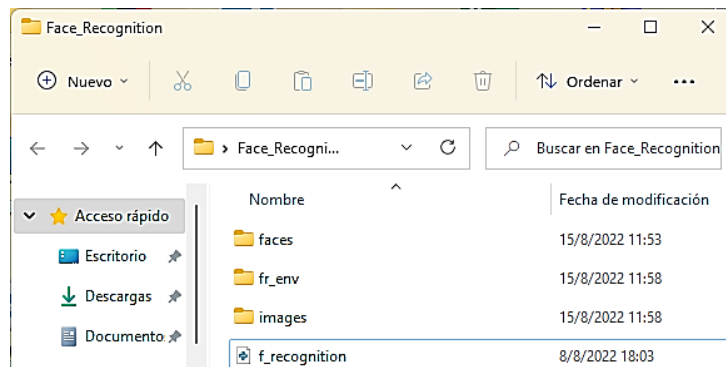 Face_Recognition
Nuevo Ordenar
Face_Recogni... Buscar en Face_Recognition
Nombre Fecha de modificación
Acceso rápido
faces 15/8/2022 11:53
Escritorio
fr_env 15/8/2022 11:58
Descargas
images 15/8/2022 11:58
Documento:
f_recognition 8/8/2022 18:03